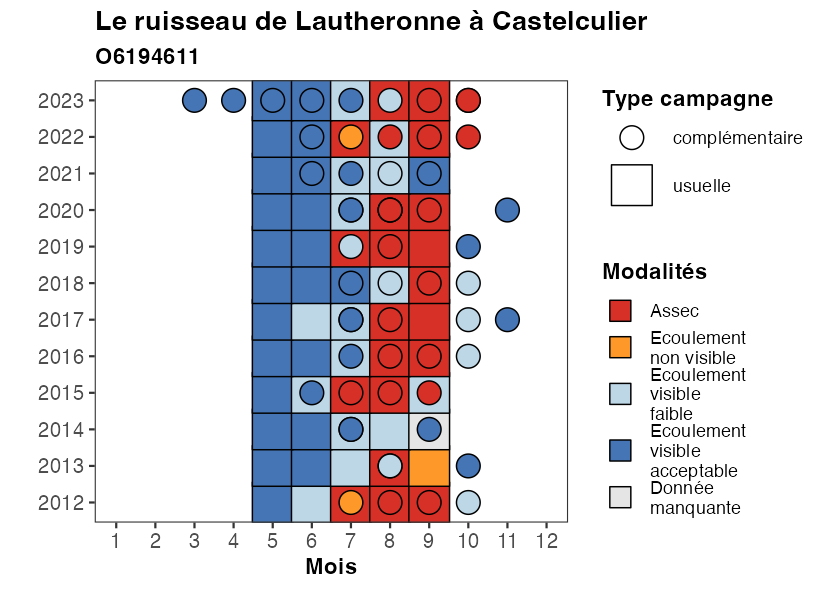 Le ruisseau de Lautheronne à Castelculier
O6194611
2023
2022
2021
2020
2019
2018
2017
2016
2015
2014
2013
2012
1 2 3 4 5 6 7 8 9 10 11 12
Mois
Type campagne
complémentaire
usuelle
Modalités
Assec
Ecoulement
non visible
Ecoulement
visible
faible
Ecoulement
visible
acceptable
Donnée
manquante